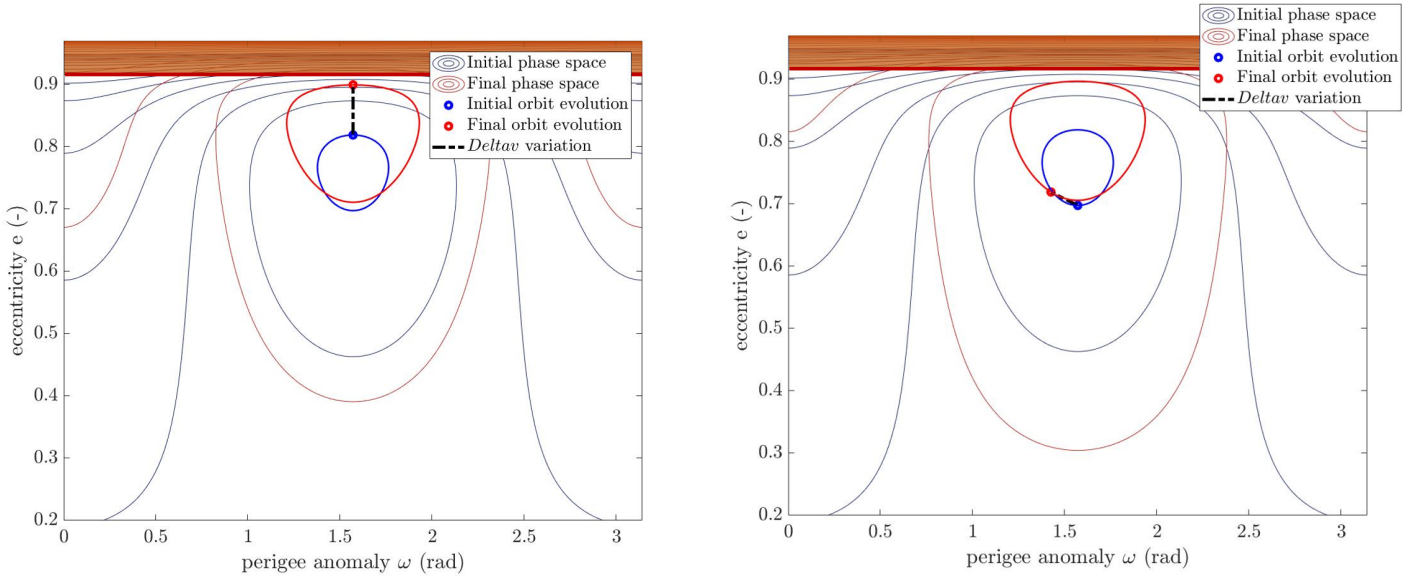 Initial phase space
Final phase space
Initial orbit evolution
Final orbit evolution
Deltav variation
0.9
0.8
0.7
0.6
0.5
0.4
0.3
0.2
eccentricity e (-)
0 0.5 1 1.5 2 2.5 3
perigee anomaly ω (rad)
Initial phase space
Final phase space
Initial orbit evolution
Final orbit evolution
Deltav variation
0.9
0.8
0.7
0.6
0.5
0.4
0.3
0.2
eccentricity e (-)
0 0.5 1 1.5 2 2.5 3
perigee anomaly ω (rad)